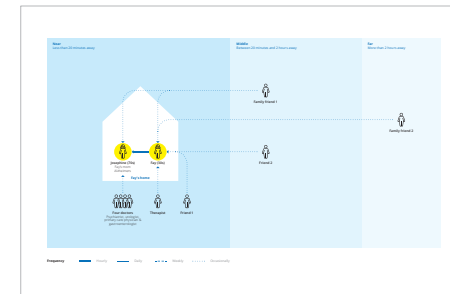 Near
Less than 20 minutes away
Middle
Between 20 minutes and 2 hours away
Far
More than 2 hours away
Family friend 1
Family friend 2
Josephine (70s)
Fay (30s)
Fay's home
Friend 2
Four doctors
Therapist
Friend 1
Frequency
Hourly
Daily
Weekly
Occasionally